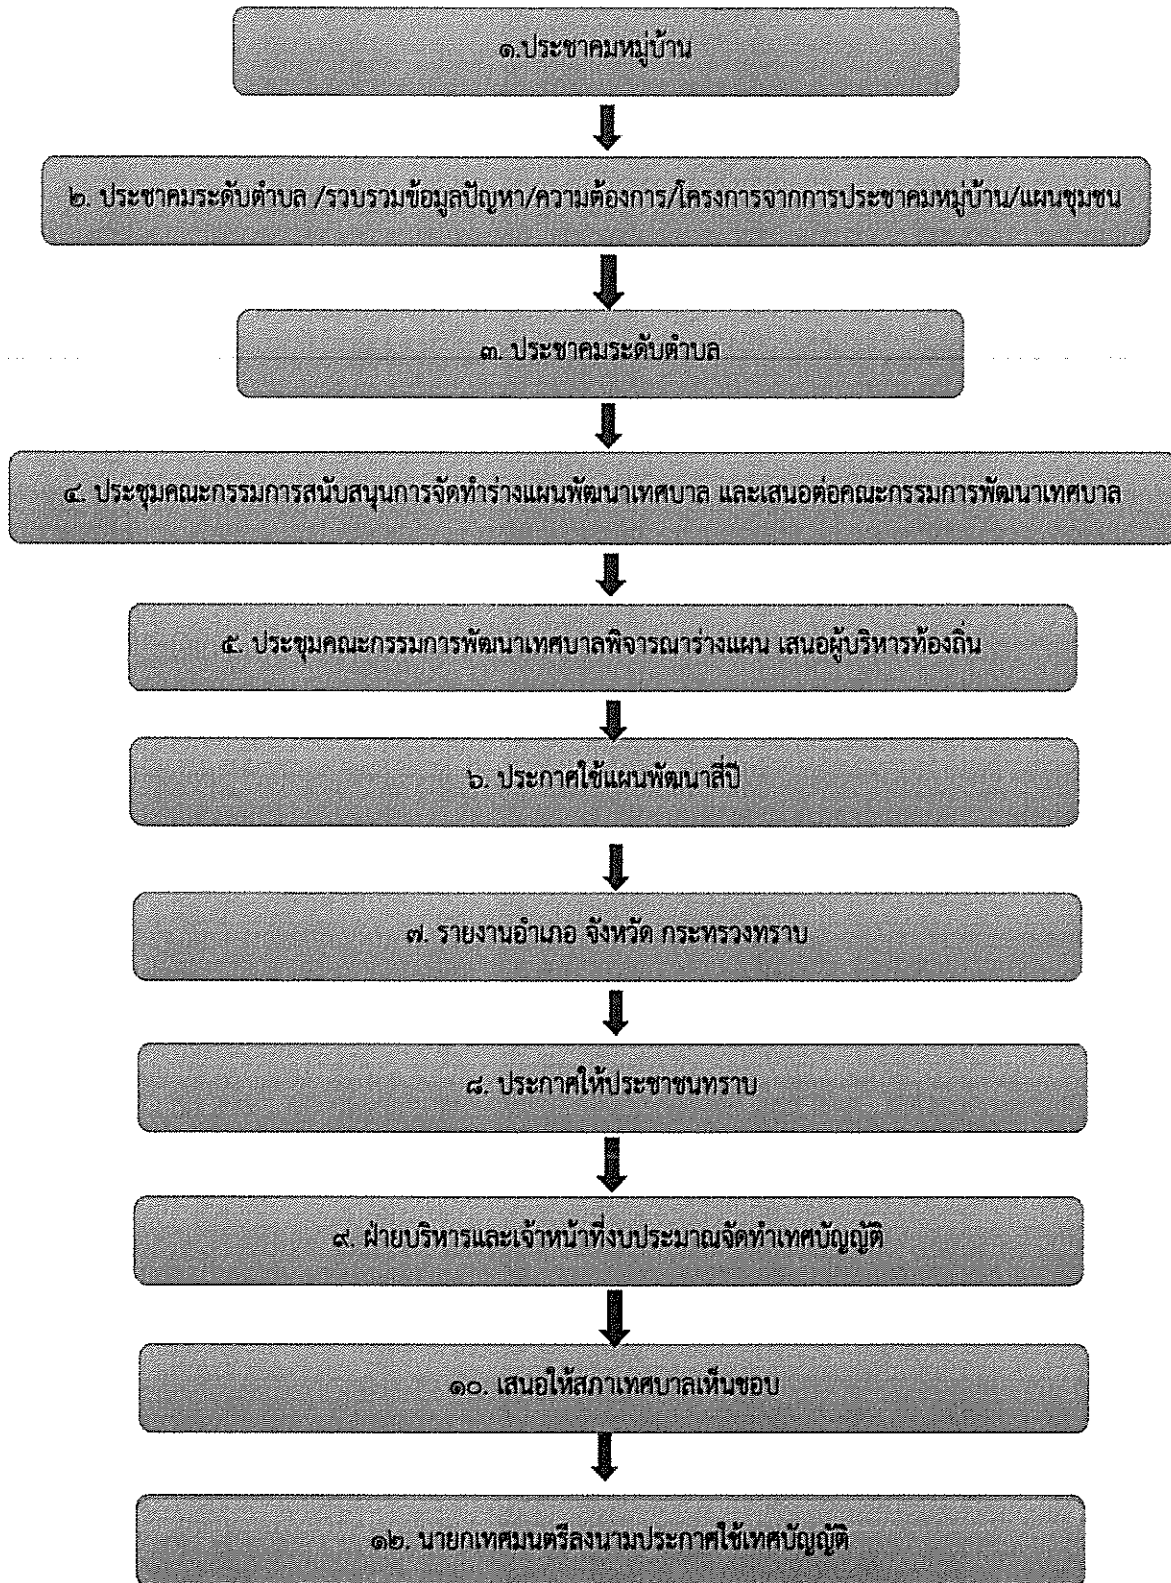 ๑.ประชาคมหมู่บ้าน
๒. ประชาคมระดับตำบล /รวบรวมข้อมูลปัญหา/ความต้องการ/โครงการจากการประชาคมหมู่บ้าน/แผนชุมชน
๓. ประชาคมระดับตำบล
๔. ประชุมคณะกรรมการสนับสนุนการจัดทำร่างแผนพัฒนาเทศบาล และเสนอต่อคณะกรรมการพัฒนาเทศบาล
๕. ประชุมคณะกรรมการพัฒนาเทศบาลพิจารณาร่างแผน เสนอผู้บริหารท้องถิ่น
๖. ประกาศใช้แผนพัฒนาสี่ปี
๗. รายงานอำเภอ จังหวัด กระทรวงทราบ
๘. ประกาศให้ประชาชนทราบ
๙. ฝ่ายบริหารและเจ้าหน้าที่งบประมาณจัดทำเทศบัญญัติ
๑๐. เสนอให้สภาเทศบาลเห็นชอบ
๑๒. นายกเทศมนตรีลงนามประกาศใช้เทศบัญญัติ